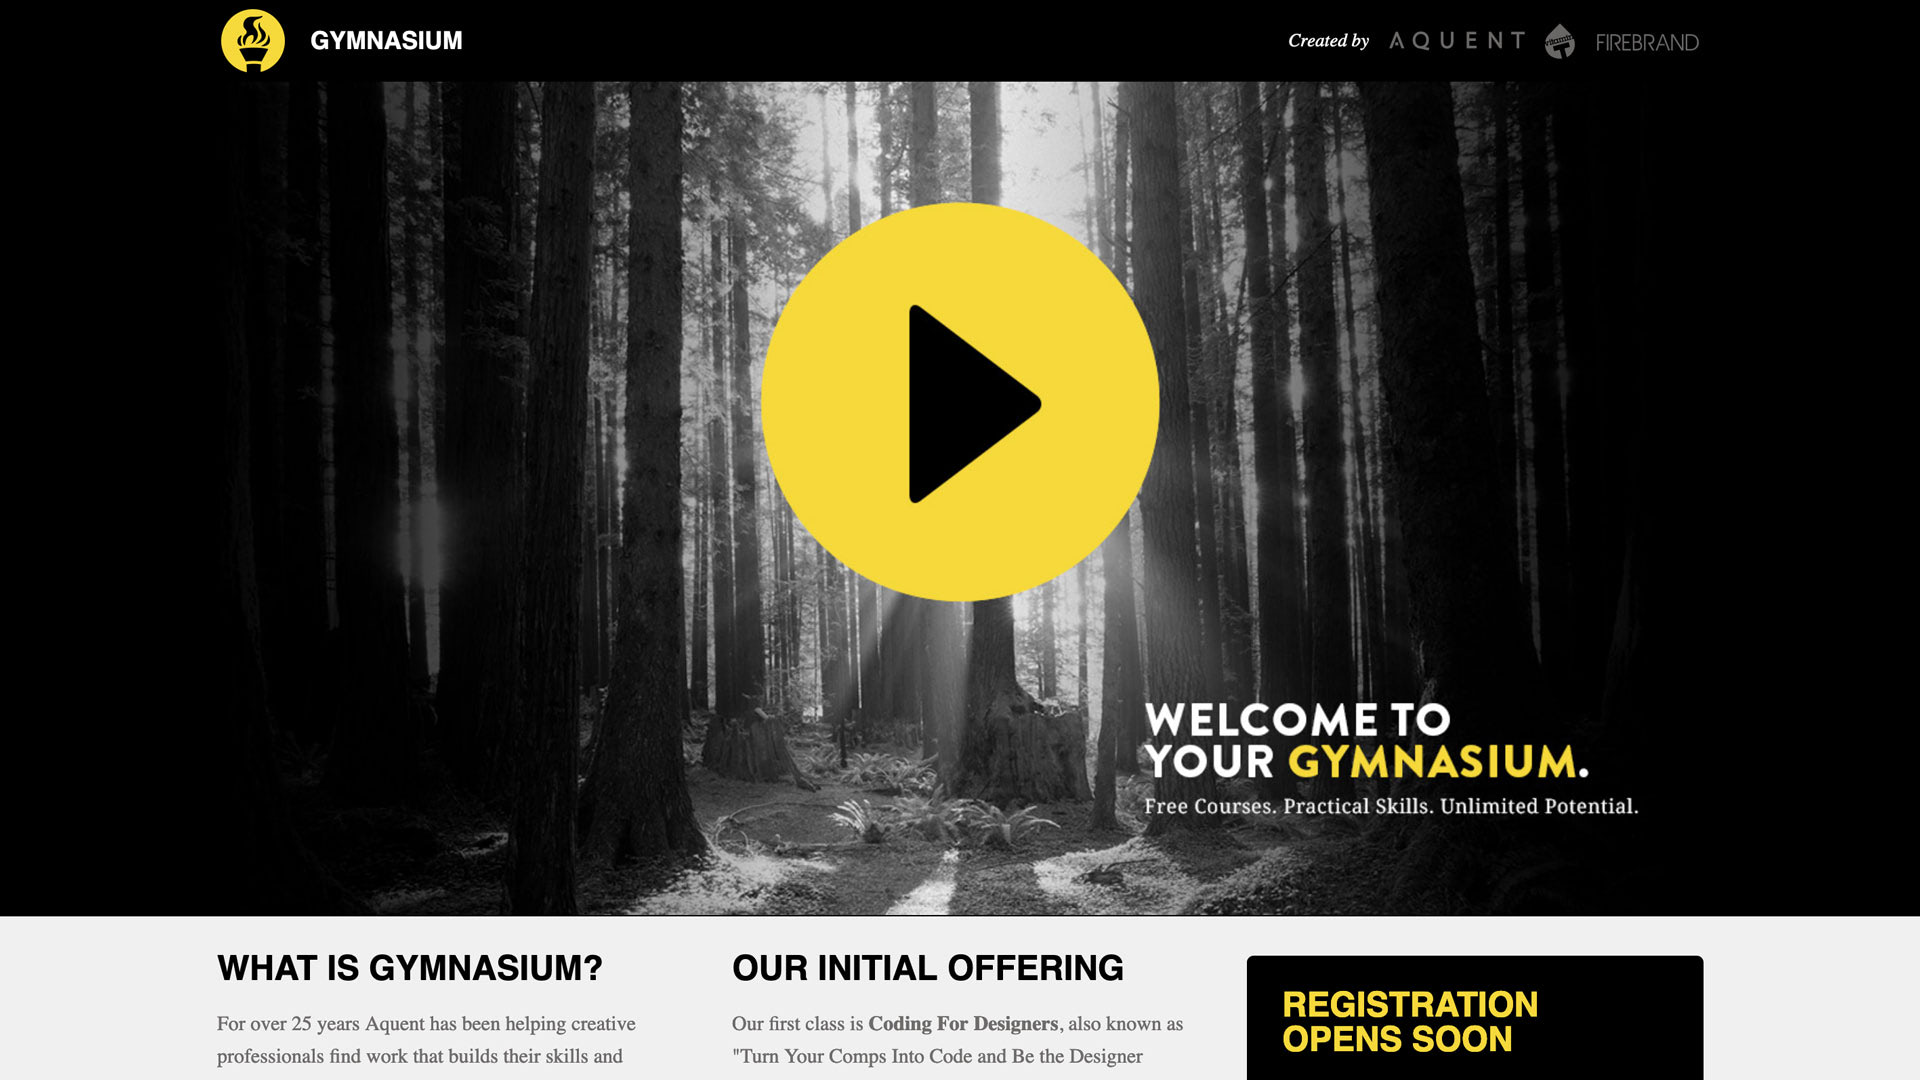 GYMNASIUM
Created by AQUENT vitamin T FIREBRAND
WELCOME TO
YOUR GYMNASIUM.
Free Courses. Practical Skills. Unlimited Potential.
WHAT IS GYMNASIUM?
For over 25 years Aquent has been helping creative
professionals find work that builds their skills and
OUR INITIAL OFFERING
Our first class is Coding For Designers, also known as
"Turn Your Comps Into Code and Be the Designer
REGISTRATION
OPENS SOON